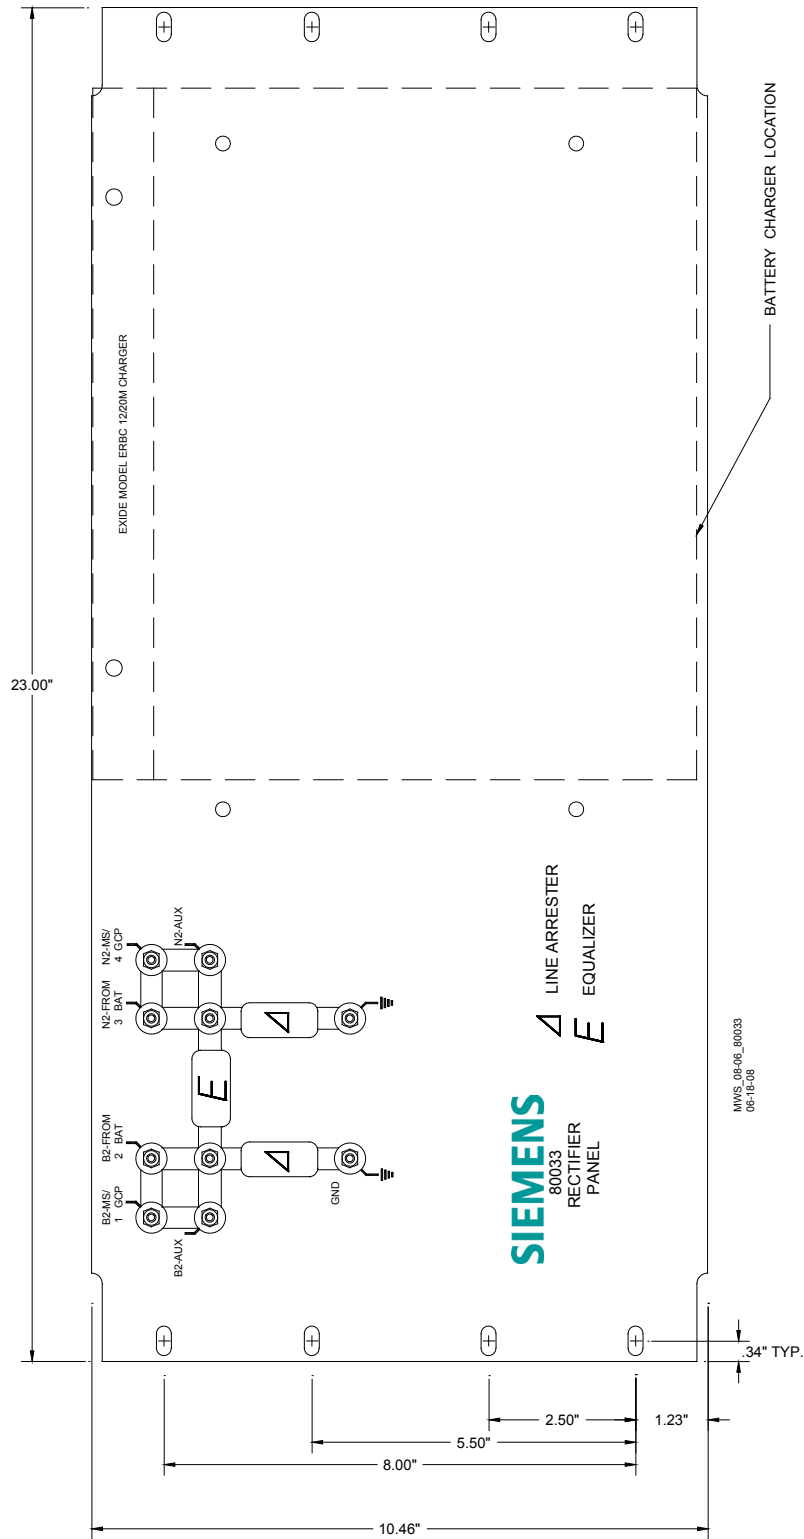 23.00"
BATTERY CHARGER LOCATION
EXIDE MODEL ERBC 12/20M CHARGER
N2-MS/
4 GCP
N2-AUX
N2-FROM
3 BAT
B2-FROM
2 BAT
B2-MS/
1 GCP
B2-AUX
E
GND
LINE ARRESTER
E EQUALIZER
SIEMENS
80033
RECTIFIER
PANEL
MWS_08-06_80033
06-18-08
.34" TYP.
2.50"
1.23"
5.50"
8.00"
10.46"